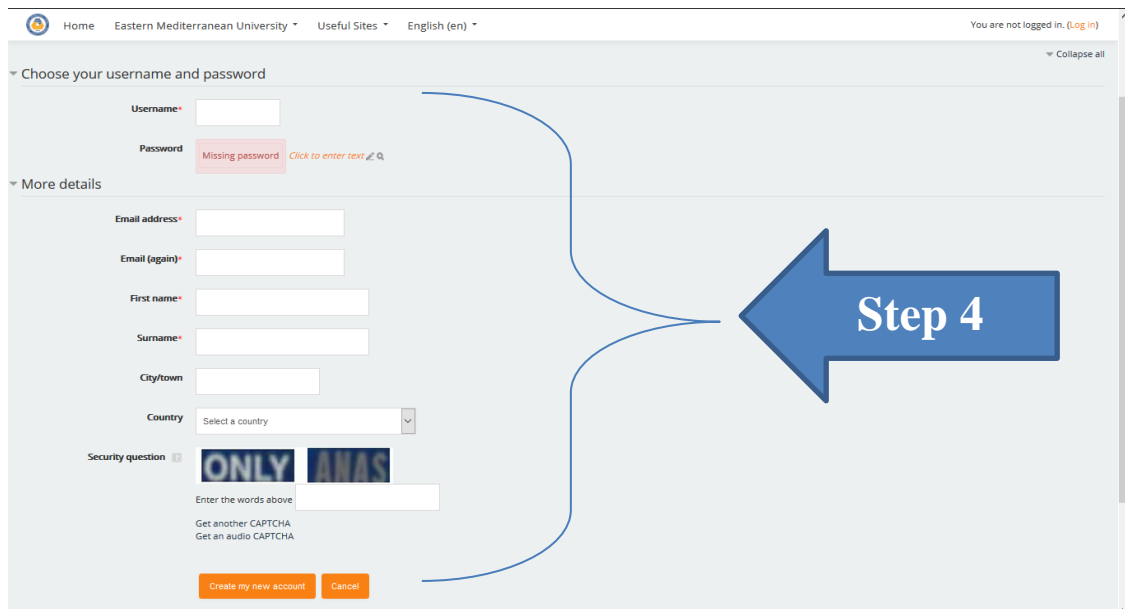 Home Eastern Mediterranean University Useful Sites English (en) You are not logged in. (Log in)
Collapse all
Choose your username and password
Username*
Password Missing password Click to enter text
More details
Email address*
Email (again)*
First name*
Surname*
City/town
Country Select a country
Security question ? ONLY ANAS
Enter the words above
Get another CAPTCHA
Get an audio CAPTCHA
Create my new account Cancel
Step 4